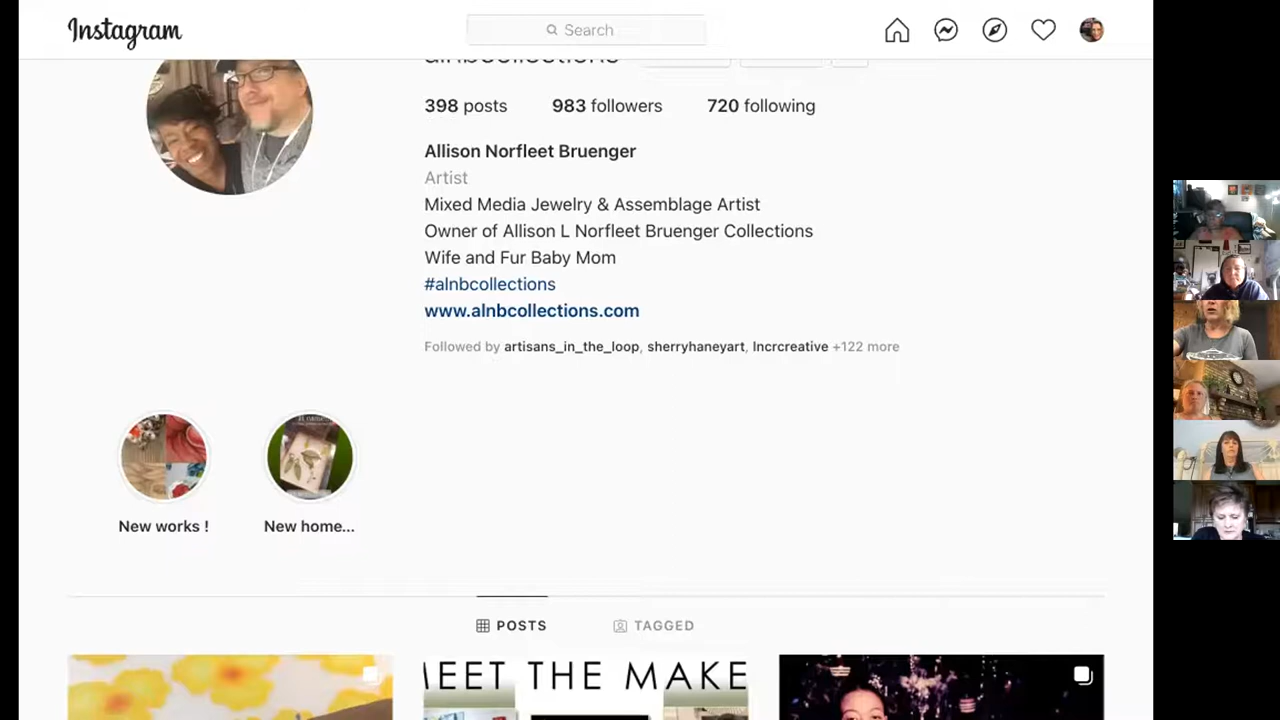 Instagram
Search
alnbcollections
398 posts 983 followers 720 following
Allison Norfleet Bruenger
Artist
Mixed Media Jewelry & Assemblage Artist
Owner of Allison L Norfleet Bruenger Collections
Wife and Fur Baby Mom
#alnbcollections
www.alnbcollections.com
Followed by artisans_in_the_loop, sherryhaneyart, lncrcreative +122 more
New works ! New home...
POSTS TAGGED
MEET THE MAKE